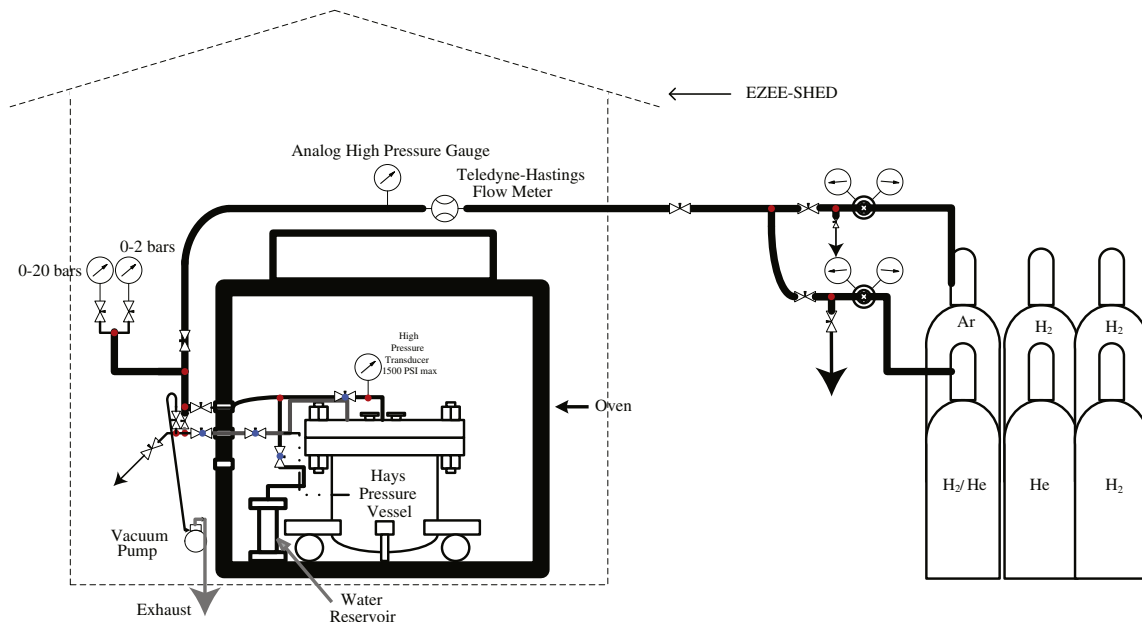 EZEE-SHED
Analog High Pressure Gauge
Teledyne-Hastings
Flow Meter
0-2 bars
0-20 bars
High
Pressure
Transducer
1500 PSI max
Oven
Hays
Pressure
Vessel
Vacuum
Pump
Exhaust
Water
Reservoir
Ar
H₂
H₂
H₂/ He
He
H₂